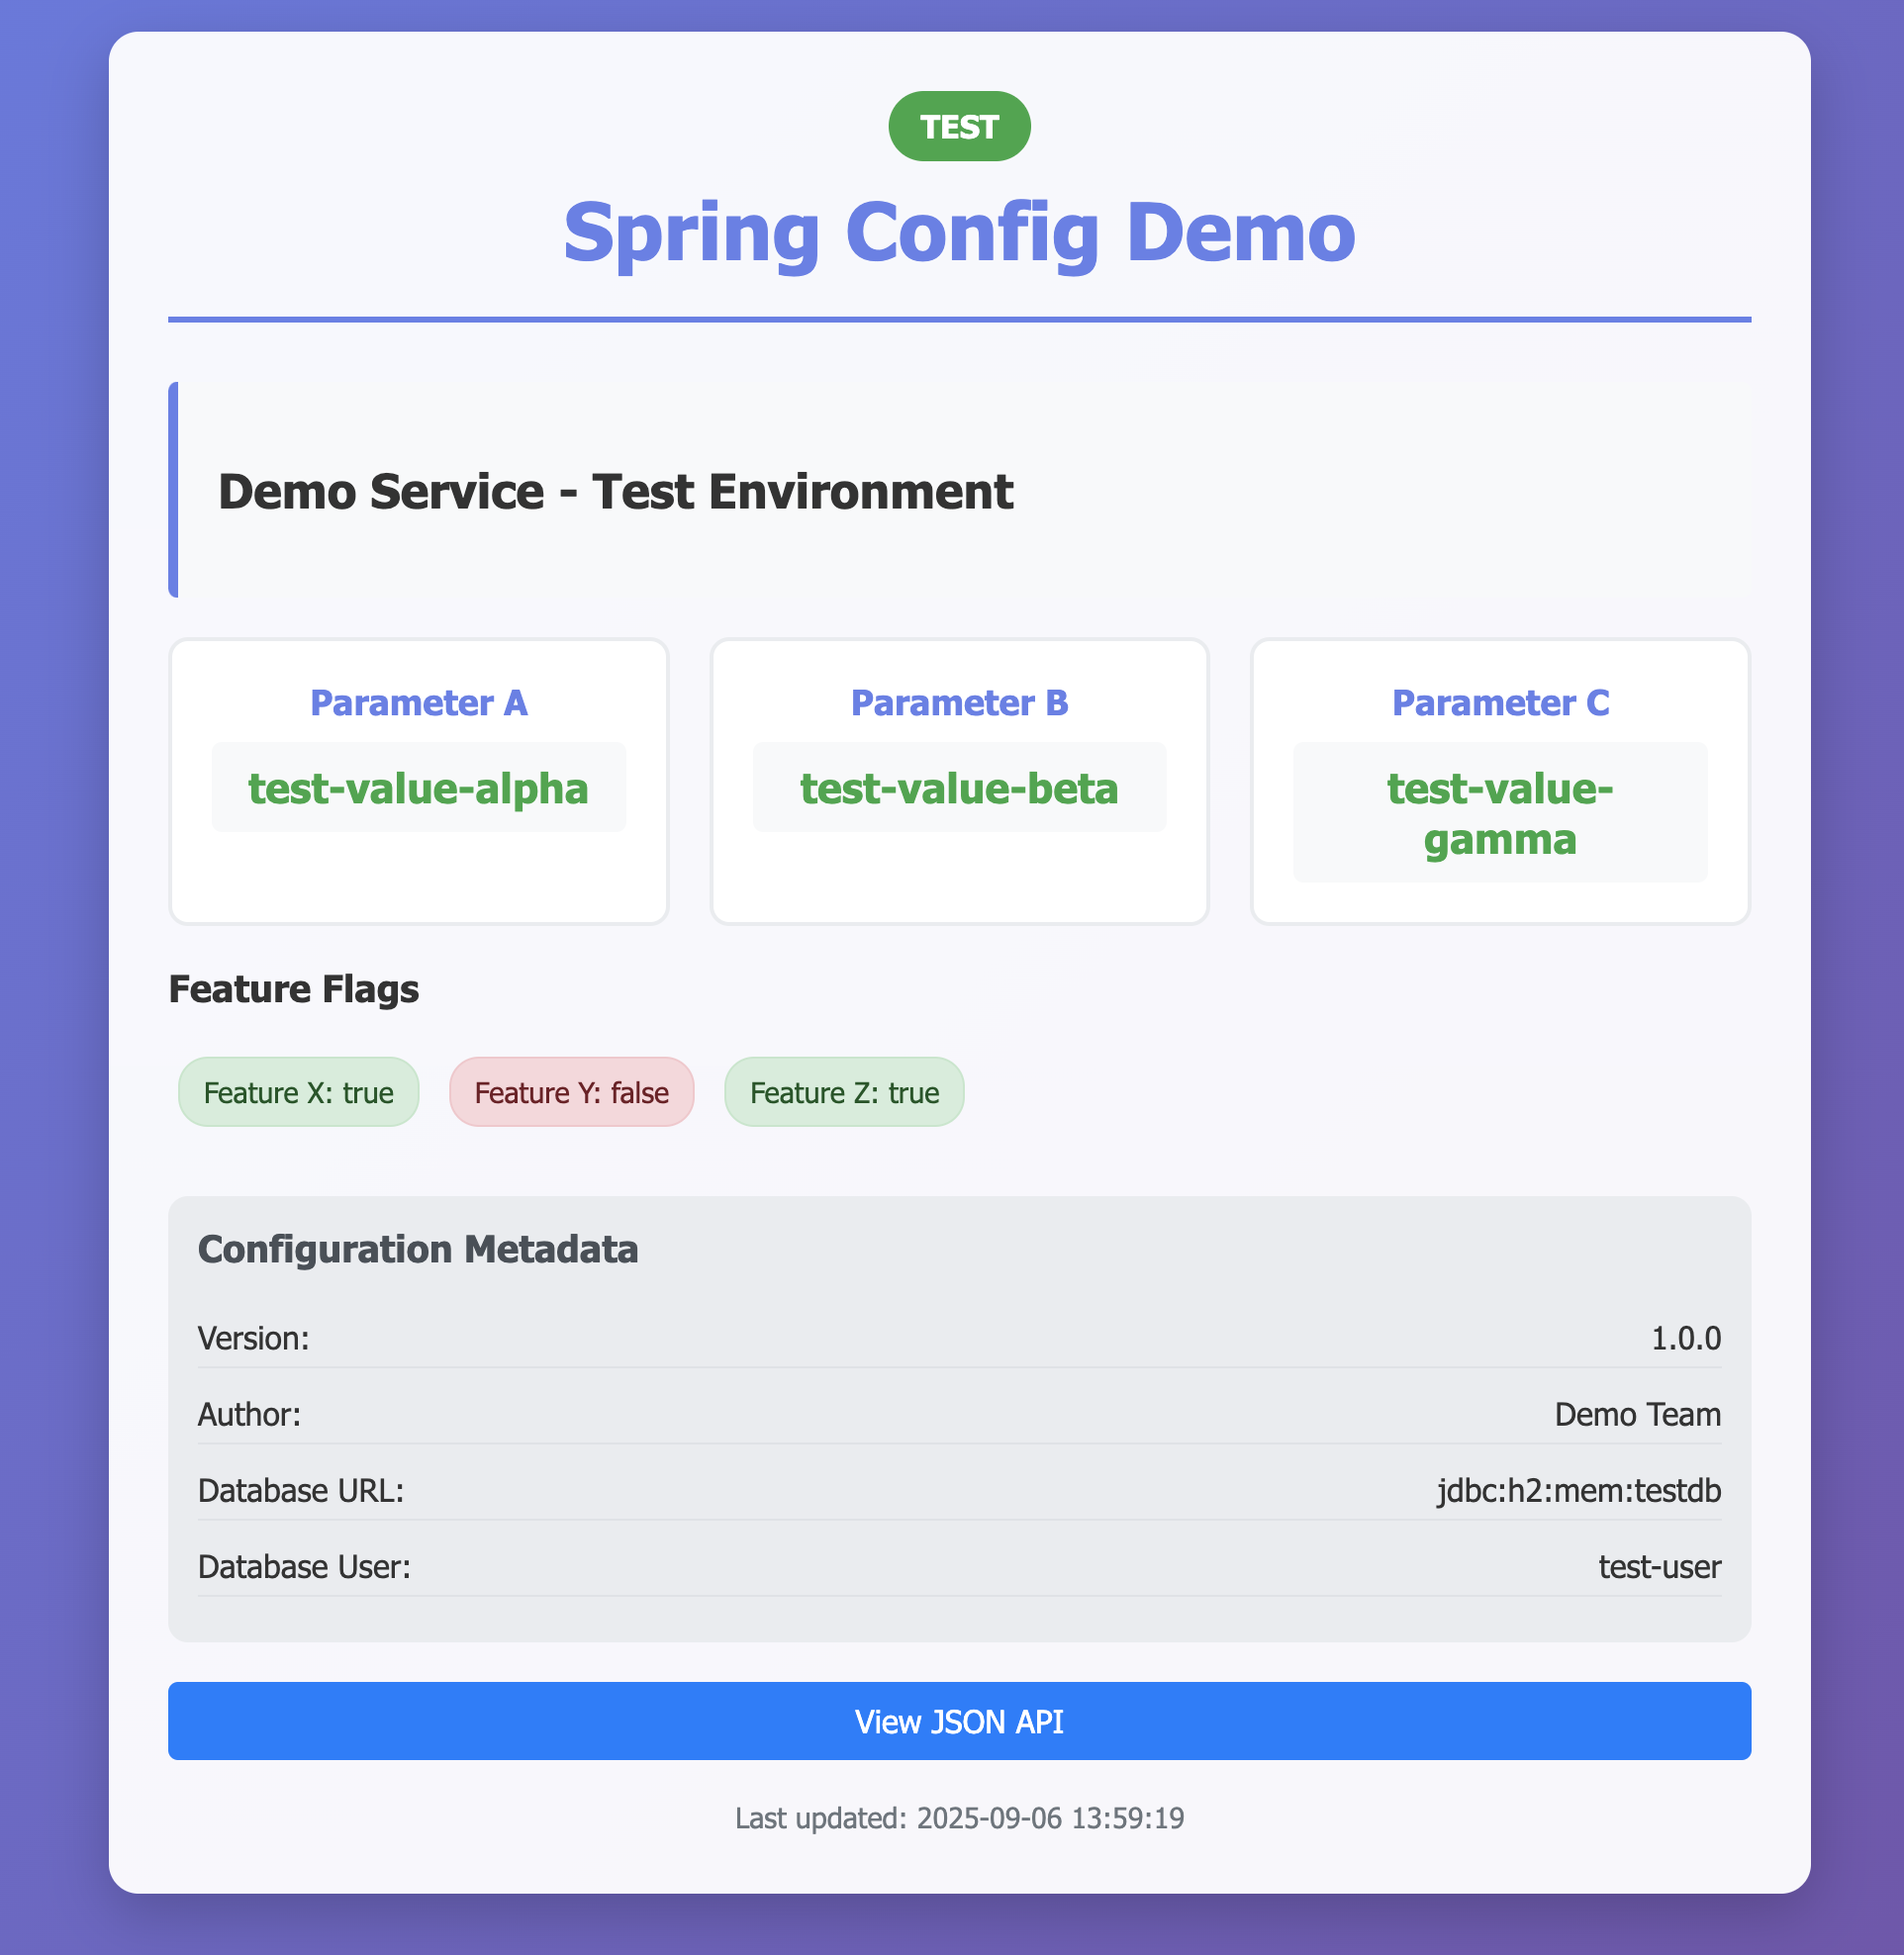 TEST
Spring Config Demo
Demo Service - Test Environment
Parameter A
test-value-alpha
Parameter B
test-value-beta
Parameter C
test-value-
gamma
Feature Flags
Feature X: true
Feature Y: false
Feature Z: true
Configuration Metadata
Version: 1.0.0
Author: Demo Team
Database URL: jdbc:h2:mem:testdb
Database User: test-user
View JSON API
Last updated: 2025-09-06 13:59:19